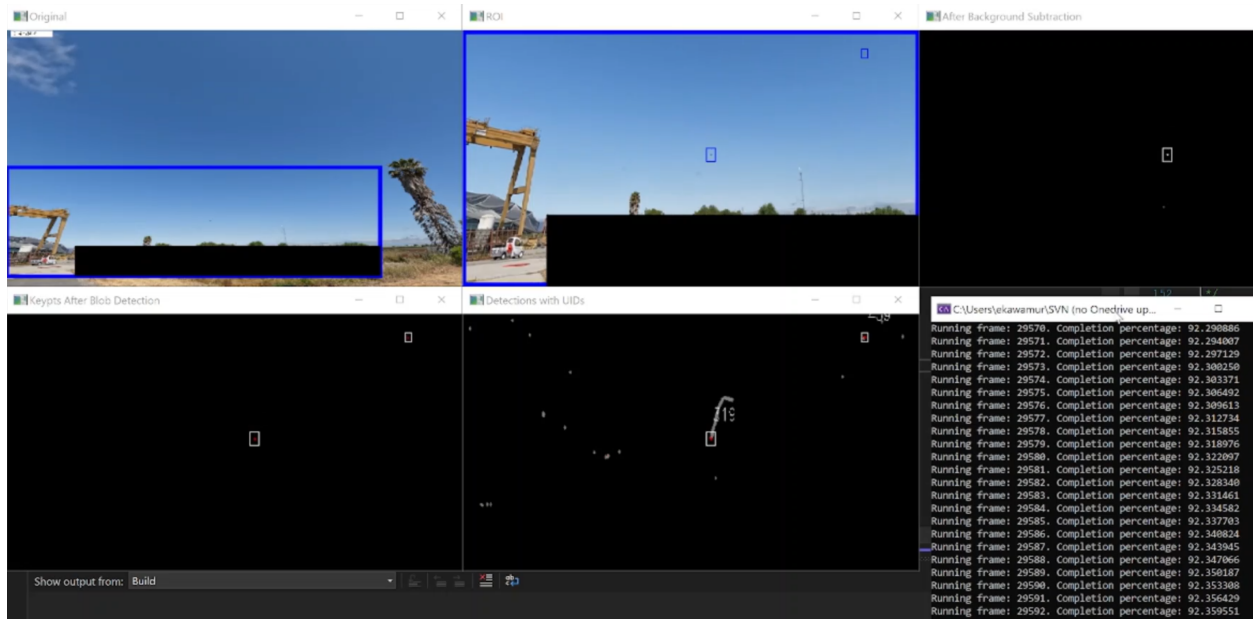 Original
ROI
After Background Subtraction
Keypts After Blob Detection
Detections with UIDs
319
152 */
C:\Users\ekawamur\SVN (no Onedrive up...
Running frame: 29570. Completion percentage: 92.290886
Running frame: 29571. Completion percentage: 92.294007
Running frame: 29572. Completion percentage: 92.297129
Running frame: 29573. Completion percentage: 92.300250
Running frame: 29574. Completion percentage: 92.303371
Running frame: 29575. Completion percentage: 92.306492
Running frame: 29576. Completion percentage: 92.309613
Running frame: 29577. Completion percentage: 92.312734
Running frame: 29578. Completion percentage: 92.315855
Running frame: 29579. Completion percentage: 92.318976
Running frame: 29580. Completion percentage: 92.322097
Running frame: 29581. Completion percentage: 92.325218
Running frame: 29582. Completion percentage: 92.328340
Running frame: 29583. Completion percentage: 92.331461
Running frame: 29584. Completion percentage: 92.334582
Running frame: 29585. Completion percentage: 92.337703
Running frame: 29586. Completion percentage: 92.340824
Running frame: 29587. Completion percentage: 92.343945
Running frame: 29588. Completion percentage: 92.347066
Running frame: 29589. Completion percentage: 92.350187
Running frame: 29590. Completion percentage: 92.353308
Running frame: 29591. Completion percentage: 92.356429
Running frame: 29592. Completion percentage: 92.359551
Show output from: Build